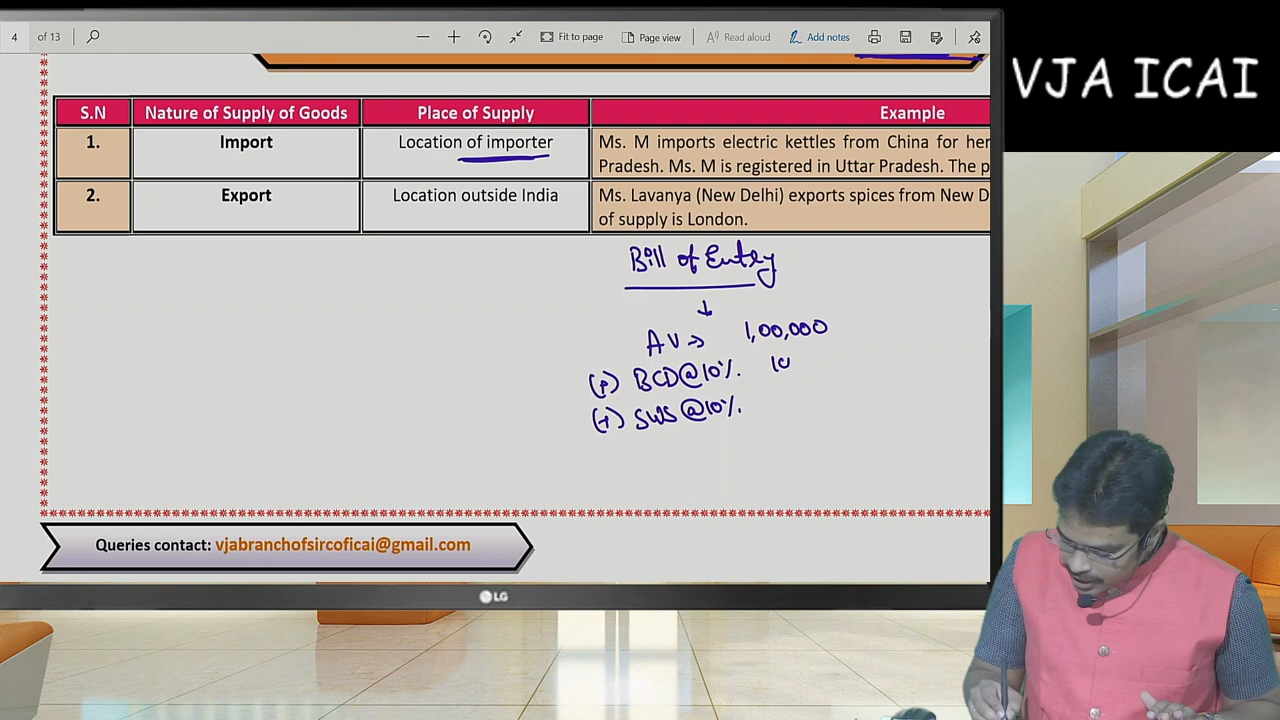 4 of 13 Fit to page Page view Read aloud Add notes
VJA ICAI
S.N Nature of Supply of Goods Place of Supply Example
1. Import Location of importer Ms. M imports electric kettles from China for her
Pradesh. Ms. M is registered in Uttar Pradesh. The p
2. Export Location outside India Ms. Lavanya (New Delhi) exports spices from New D
of supply is London.
Bill of Entry
AV 1,00,000
(+) BCD@10%. 10
(+) SWS@10%.
Queries contact: vjabranchofsircoficai@gmail.com
LG